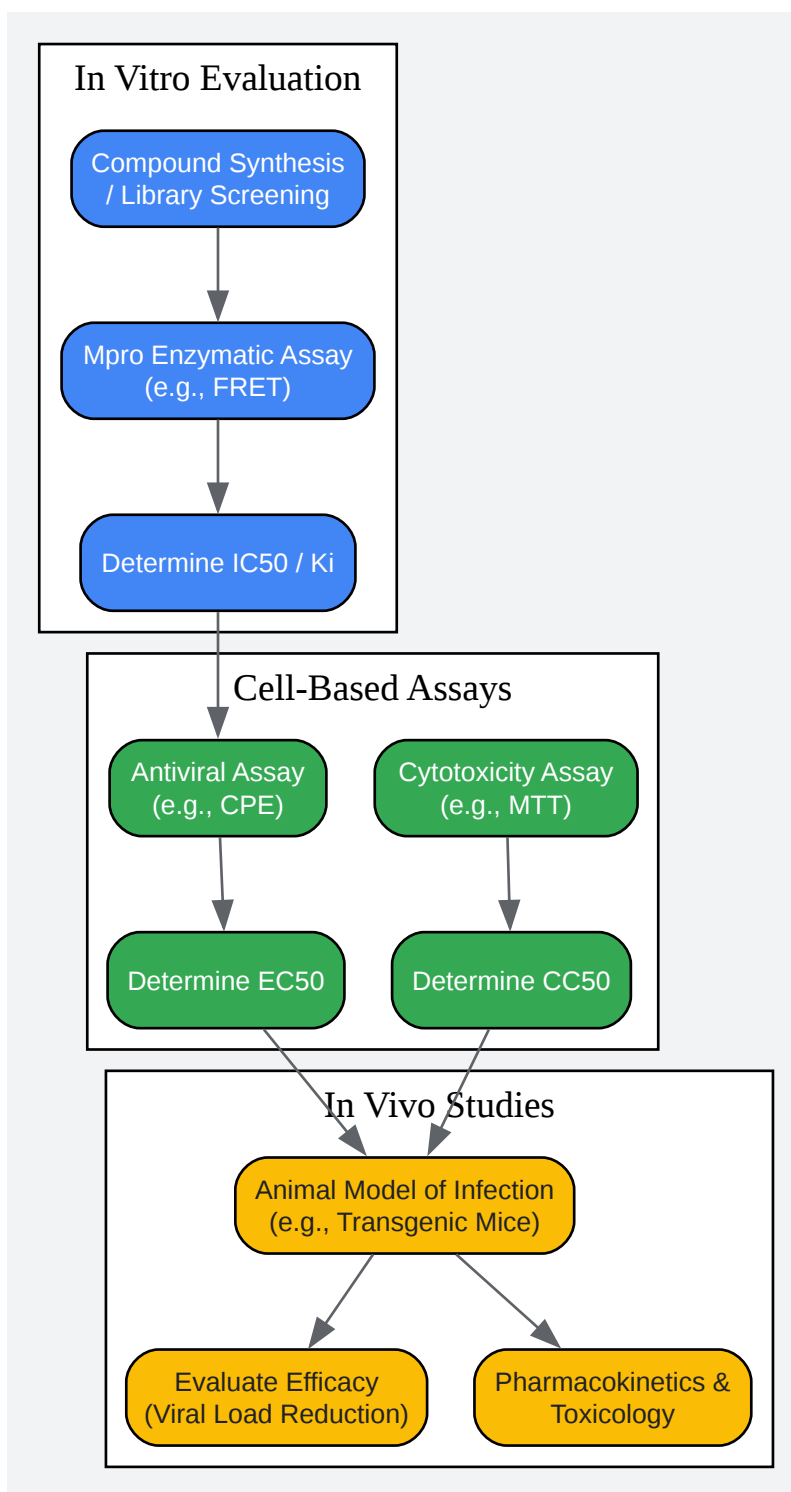 In Vitro Evaluation
Compound Synthesis
/ Library Screening
Mpro Enzymatic Assay
(e.g., FRET)
Determine IC50 / Ki
Cell-Based Assays
Antiviral Assay
(e.g., CPE)
Cytotoxicity Assay
(e.g., MTT)
Determine EC50
Determine CC50
In Vivo Studies
Animal Model of Infection
(e.g., Transgenic Mice)
Evaluate Efficacy
(Viral Load Reduction)
Pharmacokinetics &
Toxicology